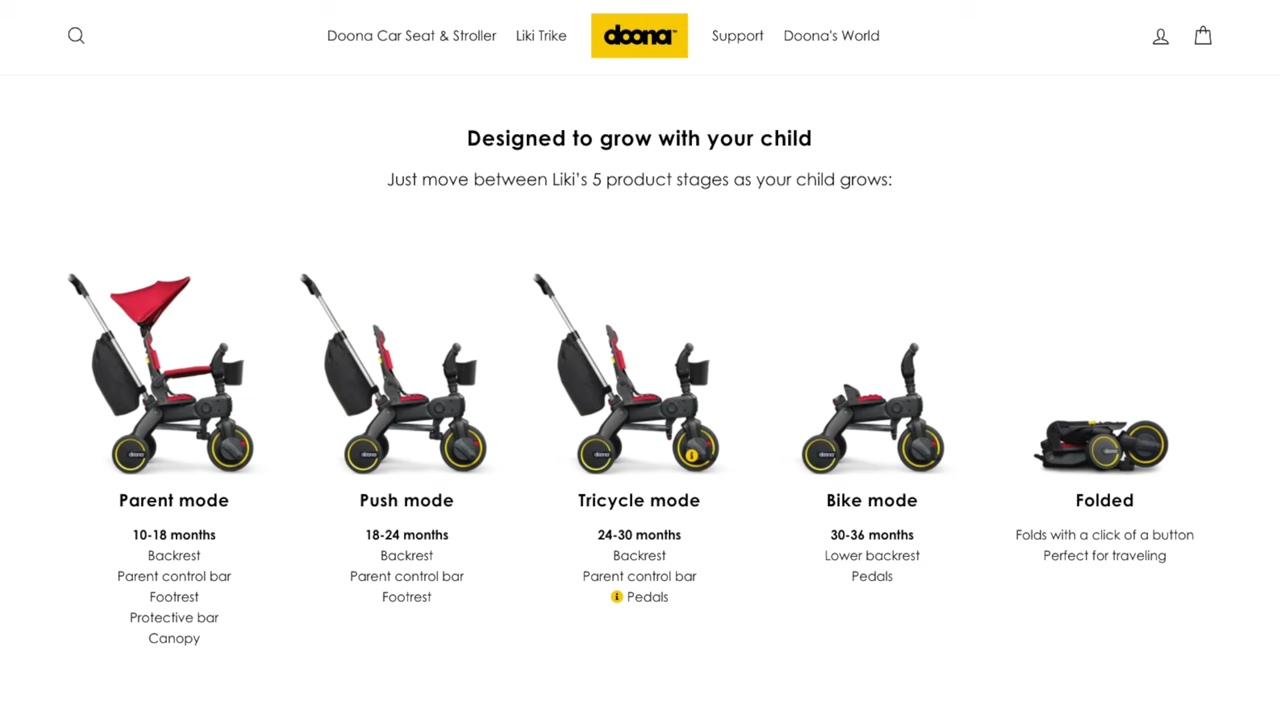 Doona Car Seat & Stroller
Liki Trike
doona™
Support
Doona's World
Designed to grow with your child
Just move between Liki’s 5 product stages as your child grows:
doona
doona
doona
doona
Parent mode
10-18 months
Backrest
Parent control bar
Footrest
Protective bar
Canopy
Push mode
18-24 months
Backrest
Parent control bar
Footrest
Tricycle mode
24-30 months
Backrest
Parent control bar
i Pedals
Bike mode
30-36 months
Lower backrest
Pedals
Folded
Folds with a click of a button
Perfect for traveling